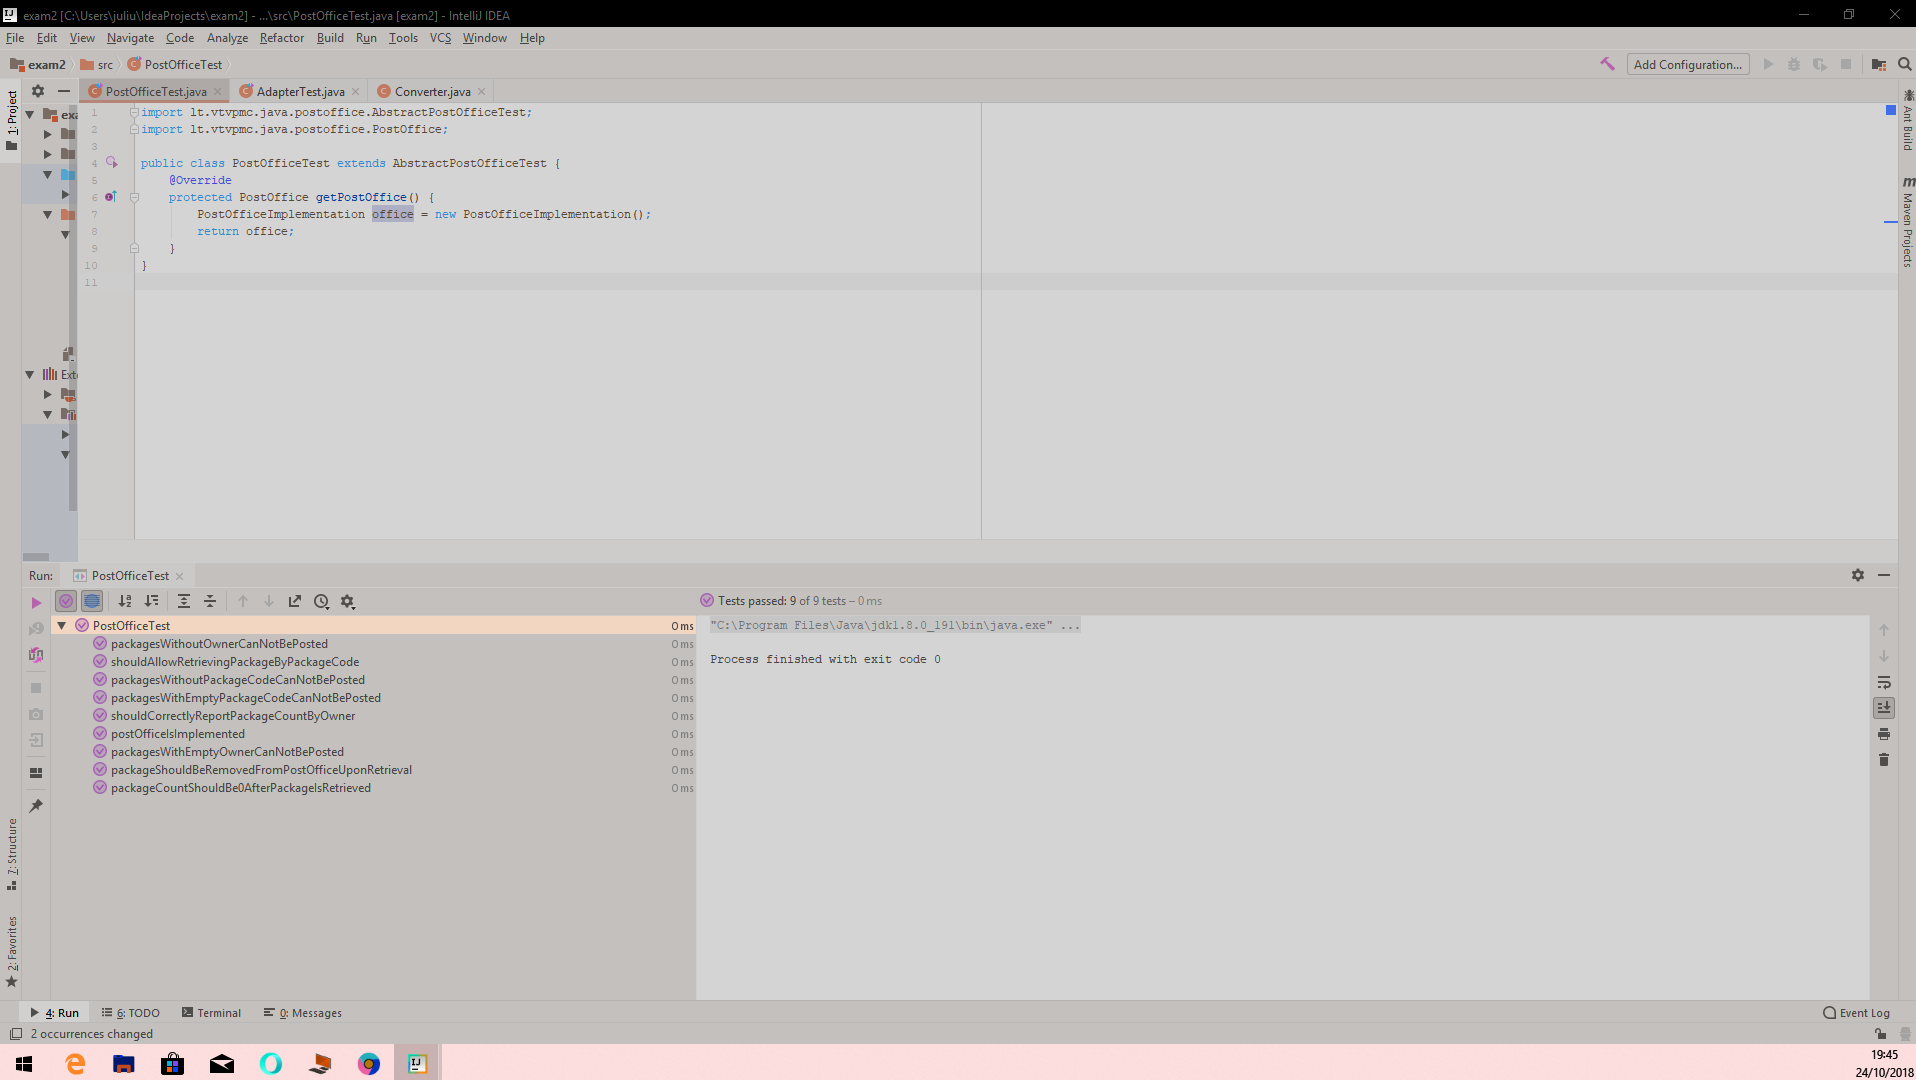 exam2 [C:\Users\juliu\IdeaProjects\exam2] - ...\src\PostOfficeTest.java [exam2] - IntelliJ IDEA
File Edit View Navigate Code Analyze Refactor Build Run Tools VCS Window Help
exam2 src PostOfficeTest Add Configuration...
1: Project
PostOfficeTest.java AdapterTest.java Converter.java
1 import lt.vtvpmc.java.postoffice.AbstractPostOfficeTest;
2 import lt.vtvpmc.java.postoffice.PostOffice;
3
4 public class PostOfficeTest extends AbstractPostOfficeTest {
5 @Override
6 protected PostOffice getPostOffice() {
7 PostOfficeImplementation office = new PostOfficeImplementation();
8 return office;
9 }
10 }
11
exa
Exte
Ant Build
m Maven Projects
Run: PostOfficeTest
Tests passed: 9 of 9 tests – 0 ms
PostOfficeTest 0 ms
packagesWithoutOwnerCanNotBePosted 0 ms
shouldAllowRetrievingPackageByPackageCode 0 ms
packagesWithoutPackageCodeCanNotBePosted 0 ms
packagesWithEmptyPackageCodeCanNotBePosted 0 ms
shouldCorrectlyReportPackageCountByOwner 0 ms
postOfficeIsImplemented 0 ms
packagesWithEmptyOwnerCanNotBePosted 0 ms
packageShouldBeRemovedFromPostOfficeUponRetrieval 0 ms
packageCountShouldBe0AfterPackageIsRetrieved 0 ms
"C:\Program Files\Java\jdk1.8.0_191\bin\java.exe" ...
Process finished with exit code 0
7: Structure
2: Favorites
4: Run 6: TODO Terminal 0: Messages Event Log
2 occurrences changed
19:45
24/10/2018